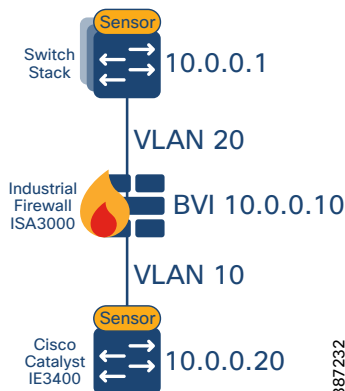 Sensor
Switch
Stack
10.0.0.1
VLAN 20
Industrial
Firewall
ISA3000
BVI 10.0.0.10
VLAN 10
Sensor
Cisco
Catalyst
IE3400
10.0.0.20
387232